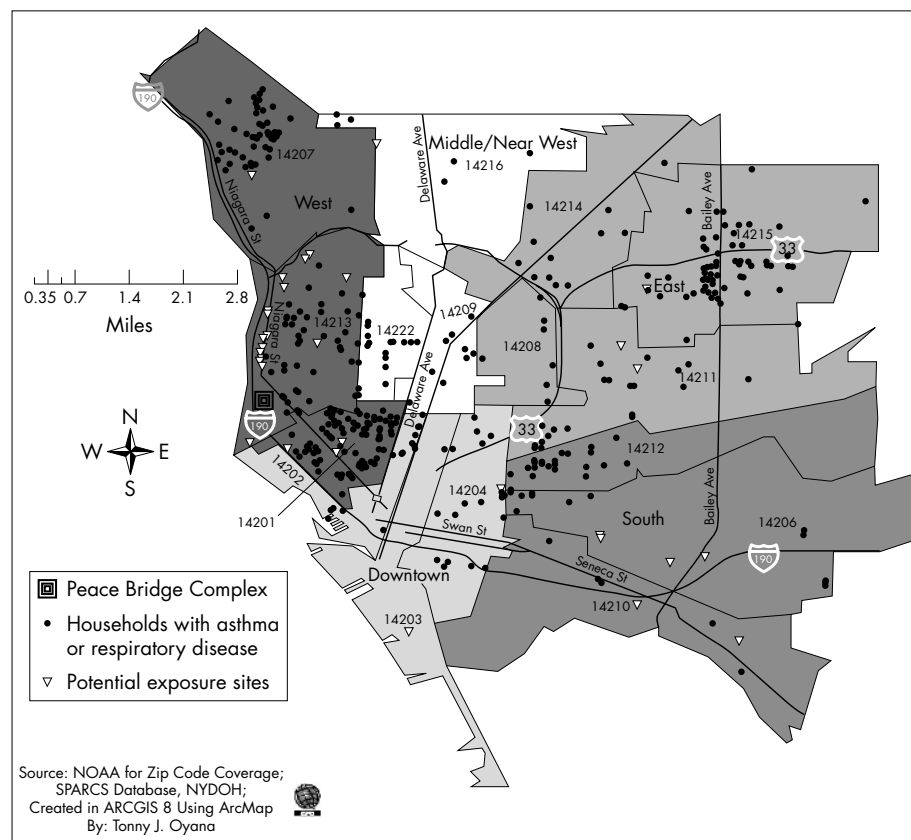 190
14207
Niagara St
West
Delaware Ave
Middle/Near West
14216
14214
Bailey Ave
14215
33
East
0.35 0.7 1.4 2.1 2.8
Miles
Niagara St
14213
14222
14209
Delaware Ave
14208
14211
190
N
W E
S
33
14212
14202
14204
14201
Swan St
South
Bailey Ave
14206
190
Downtown
Seneca St
14210
14203
Peace Bridge Complex
Households with asthma
or respiratory disease
Potential exposure sites
Source: NOAA for Zip Code Coverage;
SPARCS Database, NYDOH;
Created in ARCGIS 8 Using ArcMap
By: Tonny J. Oyana